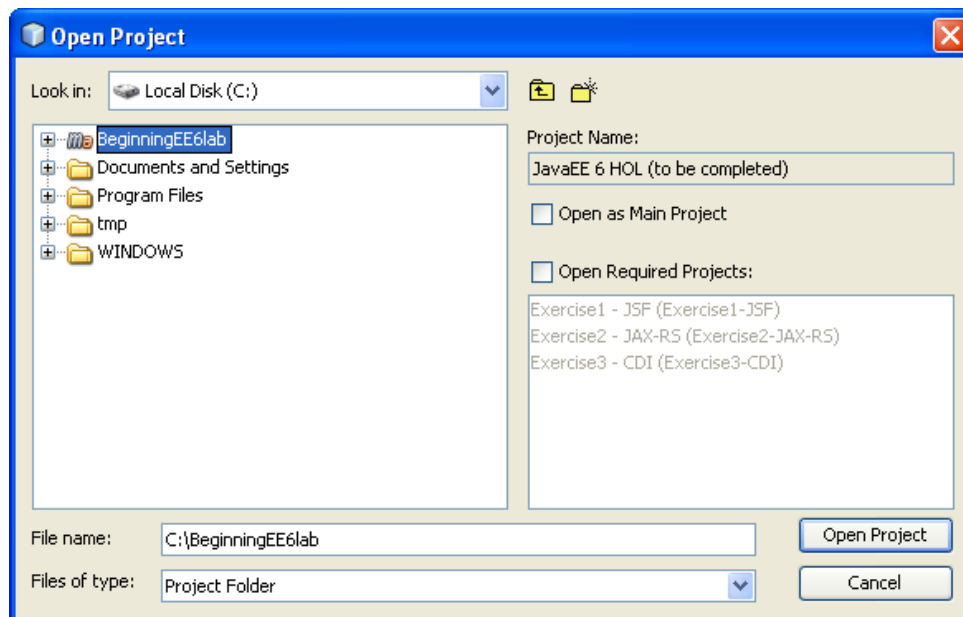 Open Project
Look in: Local Disk (C:)
BeginningEE6lab
Documents and Settings
Program Files
tmp
WINDOWS
Project Name:
JavaEE 6 HOL (to be completed)
Open as Main Project
Open Required Projects:
Exercise1 - JSF (Exercise1-JSF)
Exercise2 - JAX-RS (Exercise2-JAX-RS)
Exercise3 - CDI (Exercise3-CDI)
File name: C:\BeginningEE6lab
Open Project
Files of type: Project Folder
Cancel